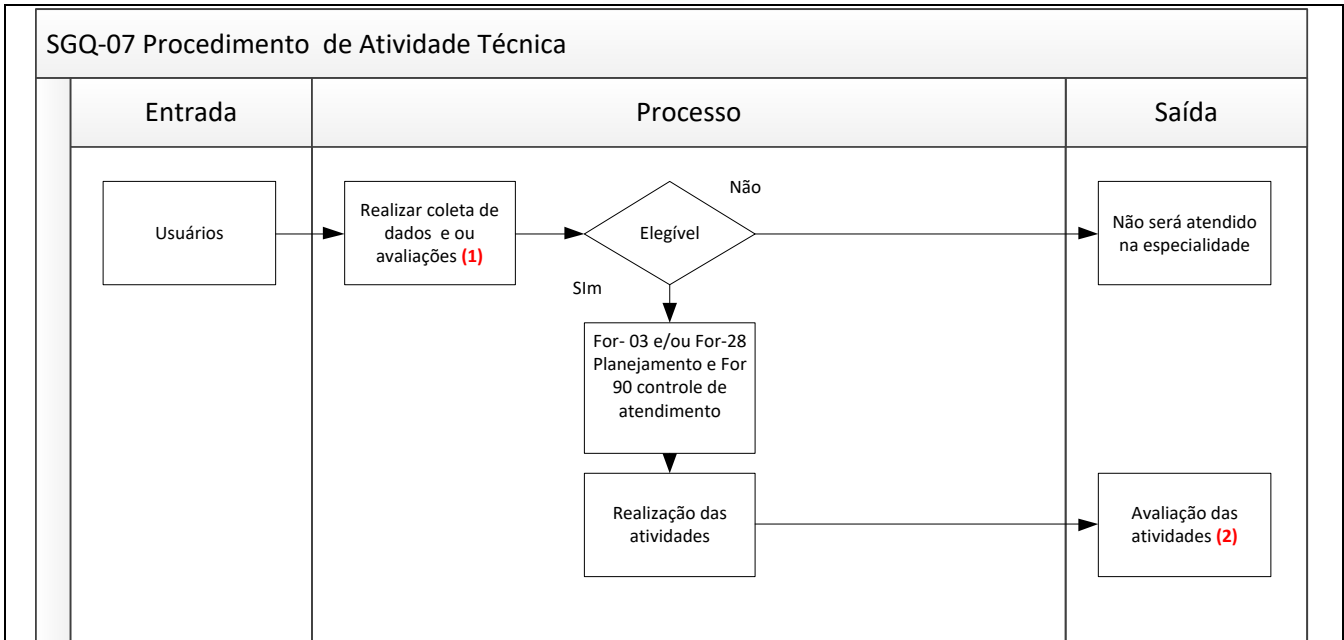 SGQ-07 Procedimento de Atividade Técnica
Entrada
Processo
Saída
Usuários
Realizar coleta de
dados e ou
avaliações (1)
Elegível
Não
Não será atendido
na especialidade
SIm
For- 03 e/ou For-28
Planejamento e For
90 controle de
atendimento
Realização das
atividades
Avaliação das
atividades (2)